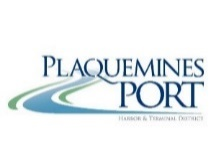 PLAQUEMINES
PORT
HARBOR & TERMINAL DISTRICT